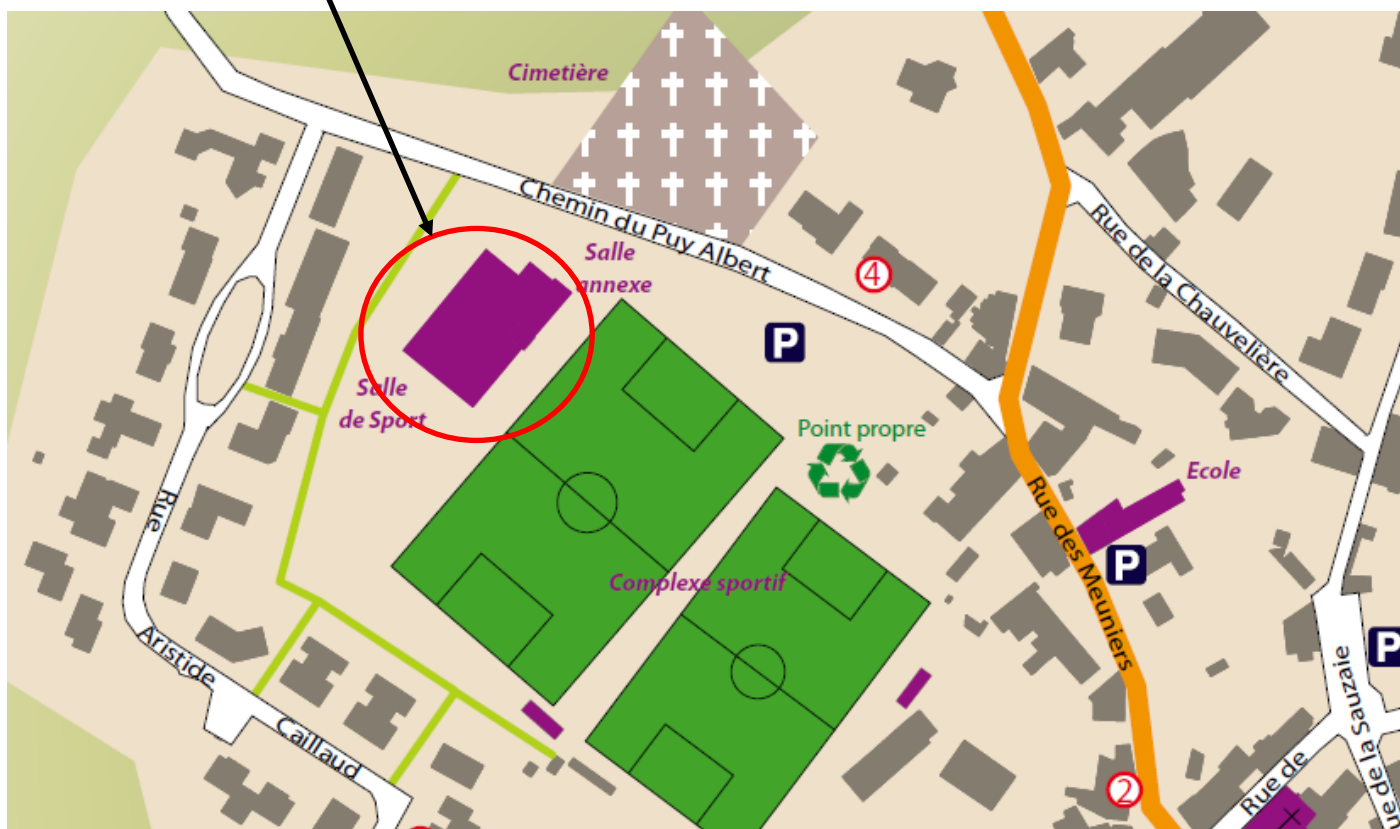 Cimetière
Chemin du Puy Albert
Salle
annexe
4
Rue de la Chauvelière
P
Salle
de Sport
Point propre
Ecole
Rue
Rue des Meuniers
P
Complexe sportif
Aristide
Caillaud
P
de la Sauzaie
Rue de
2